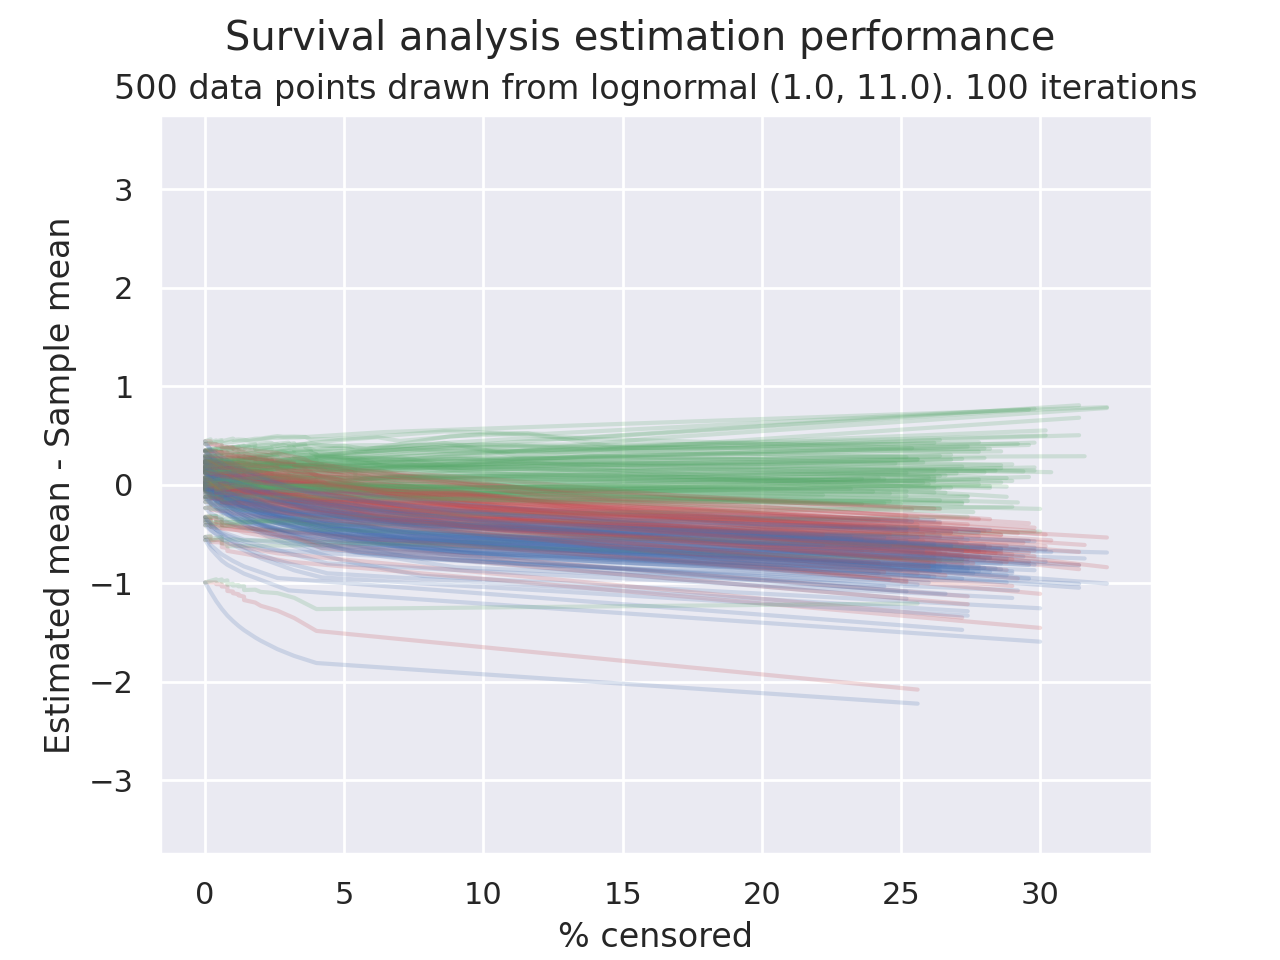 Survival analysis estimation performance
500 data points drawn from lognormal (1.0, 11.0). 100 iterations
Estimated mean - Sample mean
3
2
1
0
−1
−2
−3
0 5 10 15 20 25 30
% censored